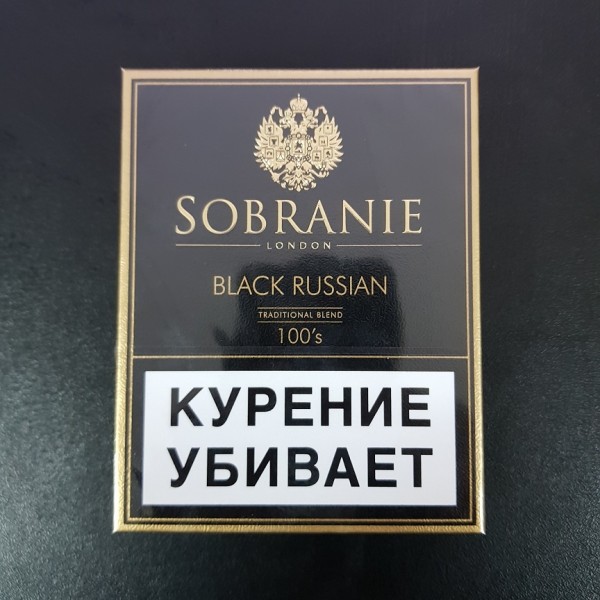 SOBRANIE
LONDON
BLACK RUSSIAN
TRADITIONAL BLEND
100's
КУРЕНИЕ
УБИВАЕТ